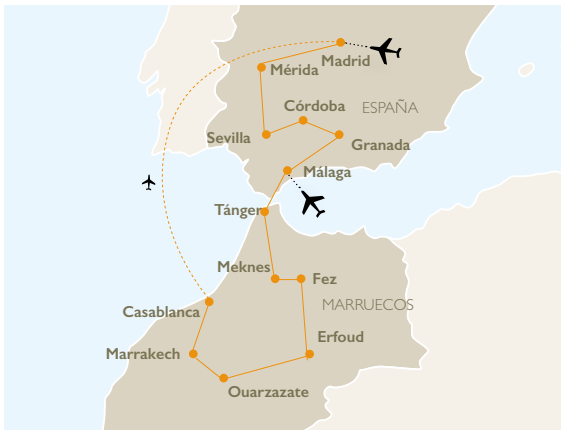 Madrid
Mérida
Córdoba
ESPAÑA
Sevilla
Granada
Málaga
Tánger
Meknes
Fez
MARRUECOS
Casablanca
Erfoud
Marrakech
Ouarzazate